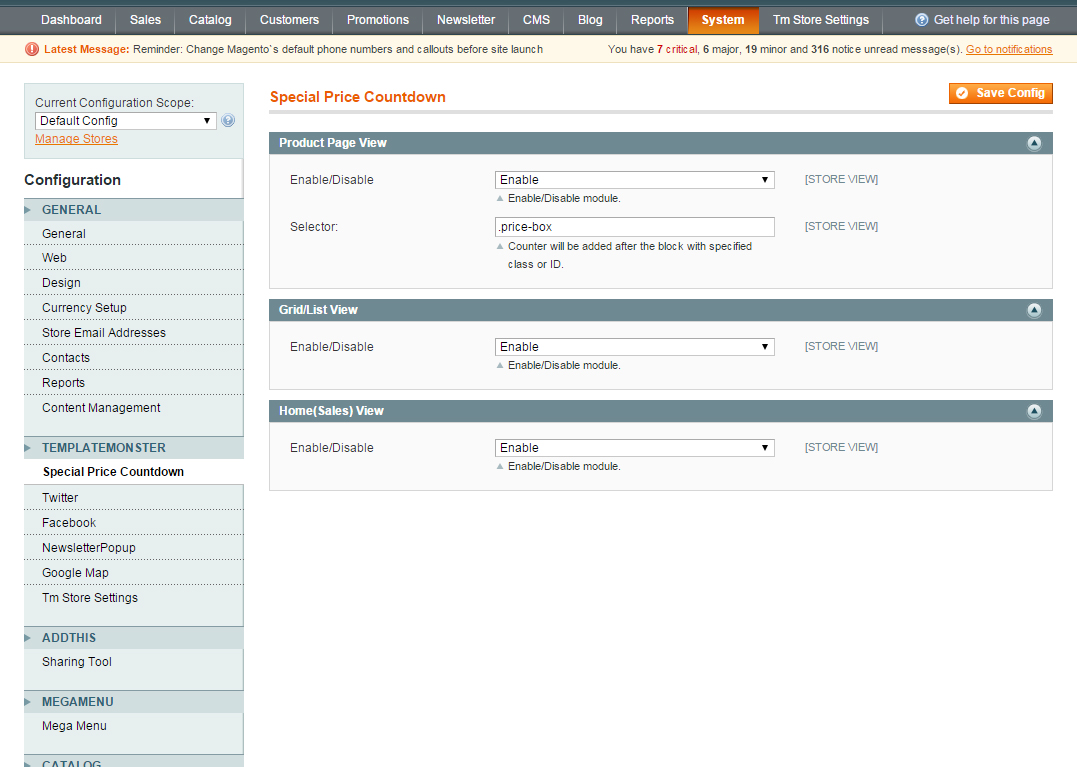 Dashboard Sales Catalog Customers Promotions Newsletter CMS Blog Reports System Tm Store Settings Get help for this page
Latest Message: Reminder: Change Magento`s default phone numbers and callouts before site launch You have 7 critical, 6 major, 19 minor and 316 notice unread message(s). Go to notifications
Current Configuration Scope:
Default Config
Manage Stores
Configuration
GENERAL
General
Web
Design
Currency Setup
Store Email Addresses
Contacts
Reports
Content Management
TEMPLATEMONSTER
Special Price Countdown
Twitter
Facebook
NewsletterPopup
Google Map
Tm Store Settings
ADDTHIS
Sharing Tool
MEGAMENU
Mega Menu
CATALOG
Special Price Countdown Save Config
Product Page View
Enable/Disable Enable [STORE VIEW]
Enable/Disable module.
Selector: .price-box [STORE VIEW]
Counter will be added after the block with specified
class or ID.
Grid/List View
Enable/Disable Enable [STORE VIEW]
Enable/Disable module.
Home(Sales) View
Enable/Disable Enable [STORE VIEW]
Enable/Disable module.